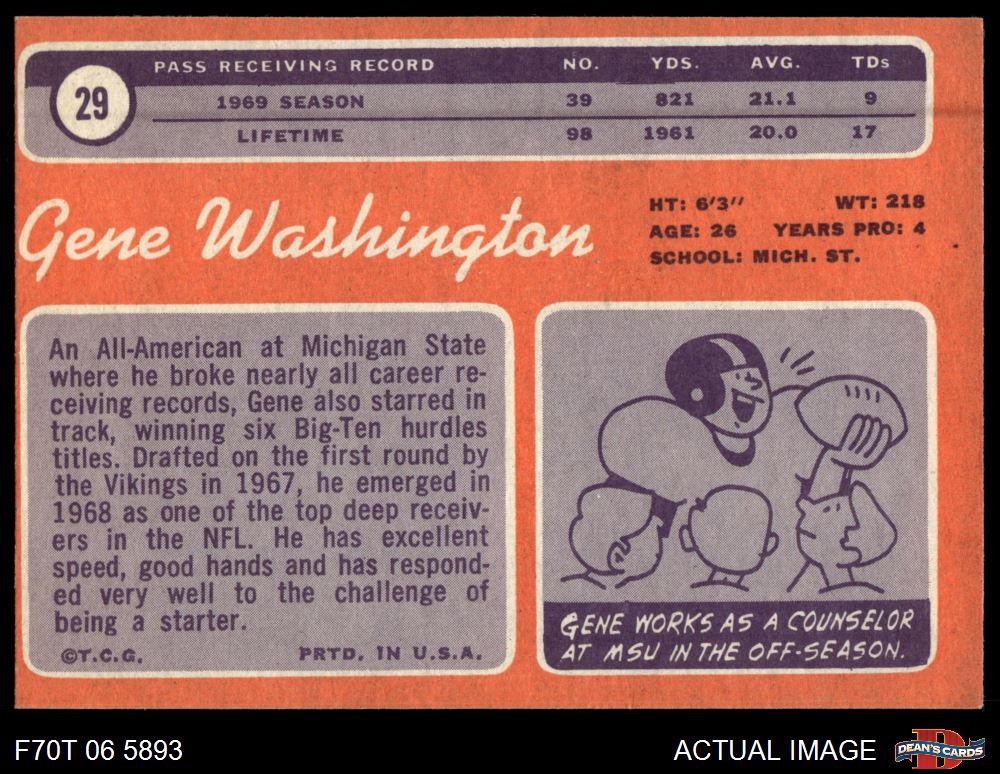 29
PASS RECEIVING RECORD NO. YDS. AVG. TDs
1969 SEASON 39 821 21.1 9
LIFETIME 98 1961 20.0 17
Gene Washington
HT: 6'3" WT: 218
AGE: 26 YEARS PRO: 4
SCHOOL: MICH. ST.
An All-American at Michigan State
where he broke nearly all career re-
ceiving records, Gene also starred in
track, winning six Big-Ten hurdles
titles. Drafted on the first round by
the Vikings in 1967, he emerged in
1968 as one of the top deep receiv-
ers in the NFL. He has excellent
speed, good hands and has respond-
ed very well to the challenge of
being a starter.
©T.C.G. PRTD. IN U.S.A.
GENE WORKS AS A COUNSELOR
AT MSU IN THE OFF-SEASON.
F70T 06 5893
ACTUAL IMAGE
DEAN'S CARDS